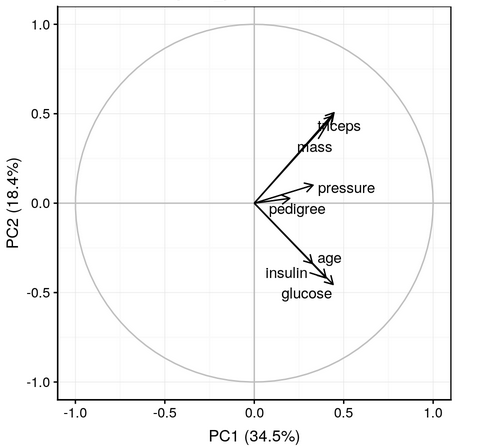 1.0
0.5
triceps
mass
pressure
0.0
pedigree
PC2 (18.4%)
age
insulin
-0.5
glucose
-1.0
-1.0 -0.5 0.0 0.5 1.0
PC1 (34.5%)